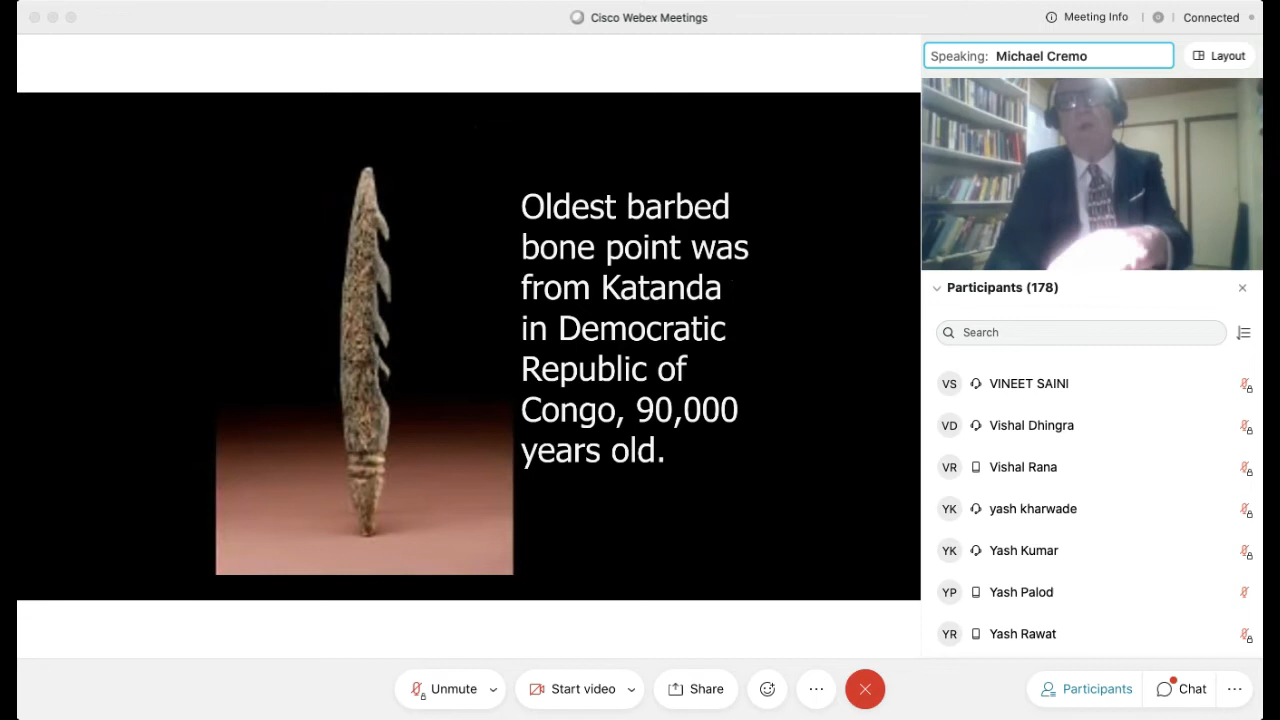 Cisco Webex Meetings
Meeting Info
Connected
Speaking: Michael Cremo
Layout
Oldest barbed
bone point was
from Katanda
in Democratic
Republic of
Congo, 90,000
years old.
Participants (178)
Search
VS VINEET SAINI
VD Vishal Dhingra
VR Vishal Rana
YK yash kharwade
YK Yash Kumar
YP Yash Palod
YR Yash Rawat
Unmute
Start video
Share
Participants
Chat